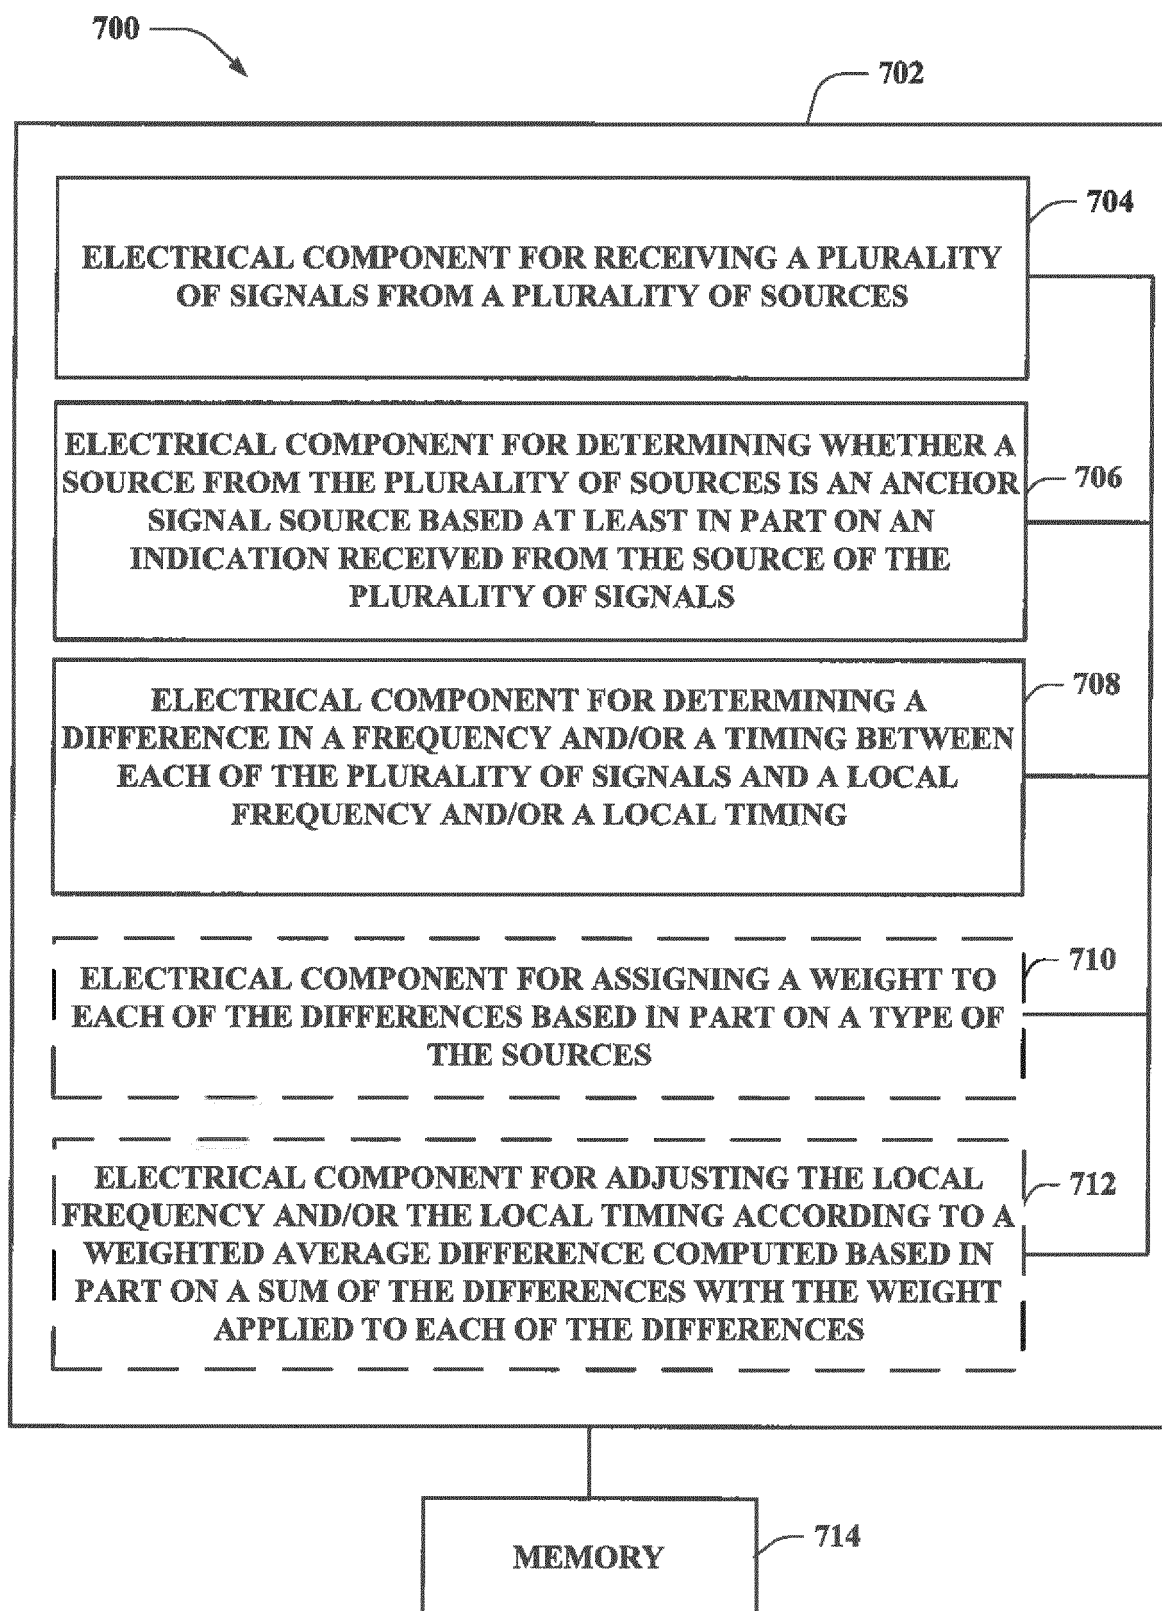 700
702
704
ELECTRICAL COMPONENT FOR RECEIVING A PLURALITY
OF SIGNALS FROM A PLURALITY OF SOURCES
ELECTRICAL COMPONENT FOR DETERMINING WHETHER A
SOURCE FROM THE PLURALITY OF SOURCES IS AN ANCHOR
SIGNAL SOURCE BASED AT LEAST IN PART ON AN
INDICATION RECEIVED FROM THE SOURCE OF THE
PLURALITY OF SIGNALS
706
ELECTRICAL COMPONENT FOR DETERMINING A
DIFFERENCE IN A FREQUENCY AND/OR A TIMING BETWEEN
EACH OF THE PLURALITY OF SIGNALS AND A LOCAL
FREQUENCY AND/OR A LOCAL TIMING
708
ELECTRICAL COMPONENT FOR ASSIGNING A WEIGHT TO
EACH OF THE DIFFERENCES BASED IN PART ON A TYPE OF
THE SOURCES
710
ELECTRICAL COMPONENT FOR ADJUSTING THE LOCAL
FREQUENCY AND/OR THE LOCAL TIMING ACCORDING TO A
WEIGHTED AVERAGE DIFFERENCE COMPUTED BASED IN
PART ON A SUM OF THE DIFFERENCES WITH THE WEIGHT
APPLIED TO EACH OF THE DIFFERENCES
712
MEMORY
714